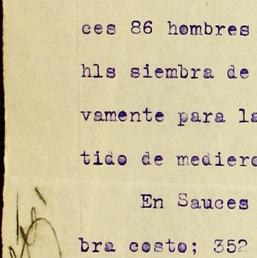 ces 86 hombres
hls siembra de
vamente para la
tido de mediero
En Sauces
bra costo; 352